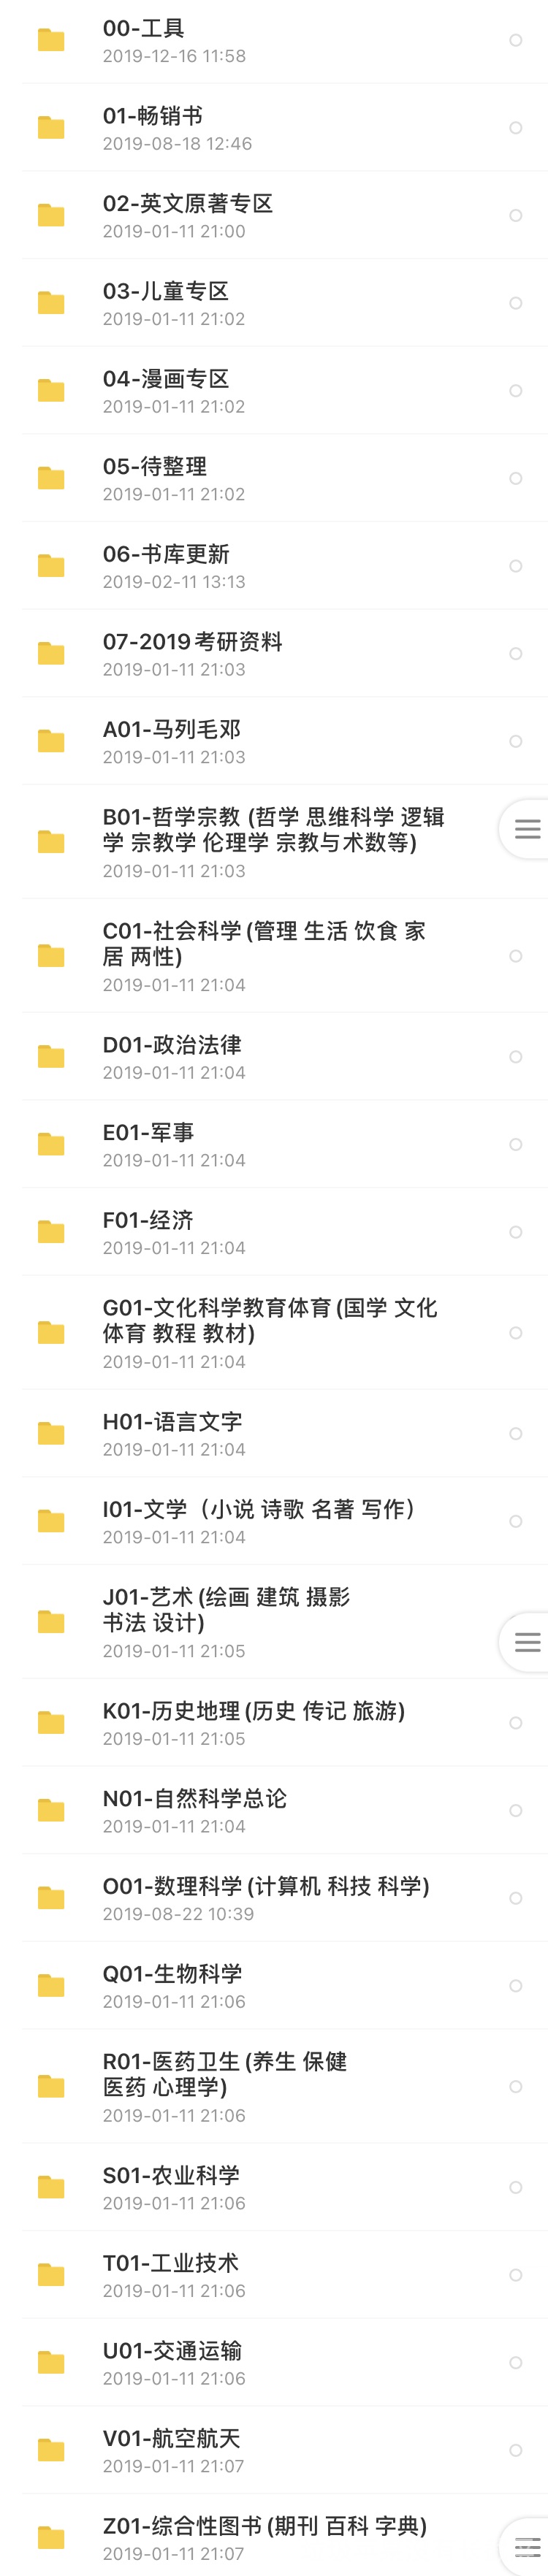 00-工具
2019-12-16 11:58
01-畅销书
2019-08-18 12:46
02-英文原著专区
2019-01-11 21:00
03-儿童专区
2019-01-11 21:02
04-漫画专区
2019-01-11 21:02
05-待整理
2019-01-11 21:02
06-书库更新
2019-02-11 13:13
07-2019考研资料
2019-01-11 21:03
A01-马列毛邓
2019-01-11 21:03
B01-哲学宗教 (哲学 思维科学 逻辑
学 宗教学 伦理学 宗教与术数等)
2019-01-11 21:03
C01-社会科学 (管理 生活 饮食 家
居 两性)
2019-01-11 21:04
D01-政治法律
2019-01-11 21:04
E01-军事
2019-01-11 21:04
F01-经济
2019-01-11 21:04
G01-文化科学教育体育 (国学 文化
体育 教程 教材)
2019-01-11 21:04
H01-语言文字
2019-01-11 21:04
I01-文学（小说 诗歌 名著 写作）
2019-01-11 21:04
J01-艺术 (绘画 建筑 摄影
书法 设计)
2019-01-11 21:05
K01-历史地理 (历史 传记 旅游)
2019-01-11 21:05
N01-自然科学总论
2019-01-11 21:04
O01-数理科学 (计算机 科技 科学)
2019-08-22 10:39
Q01-生物科学
2019-01-11 21:06
R01-医药卫生 (养生 保健
医药 心理学)
2019-01-11 21:06
S01-农业科学
2019-01-11 21:06
T01-工业技术
2019-01-11 21:06
U01-交通运输
2019-01-11 21:06
V01-航空航天
2019-01-11 21:07
Z01-综合性图书 (期刊 百科 字典)
2019-01-11 21:07